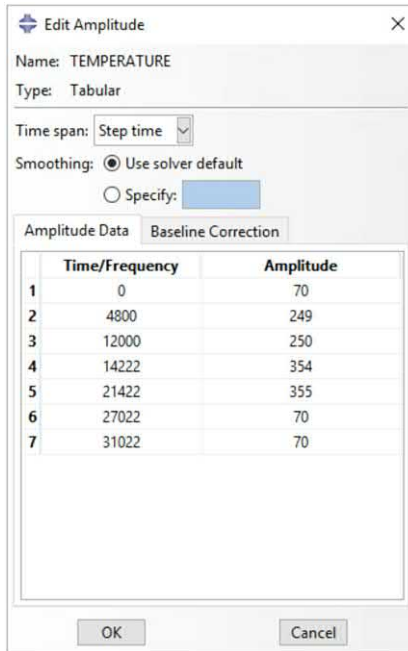 Edit Amplitude
Name: TEMPERATURE
Type: Tabular
Time span: Step time
Smoothing: Use solver default
Specify:
Amplitude Data Baseline Correction
Time/Frequency Amplitude
1 0 70
2 4800 249
3 12000 250
4 14222 354
5 21422 355
6 27022 70
7 31022 70
OK Cancel